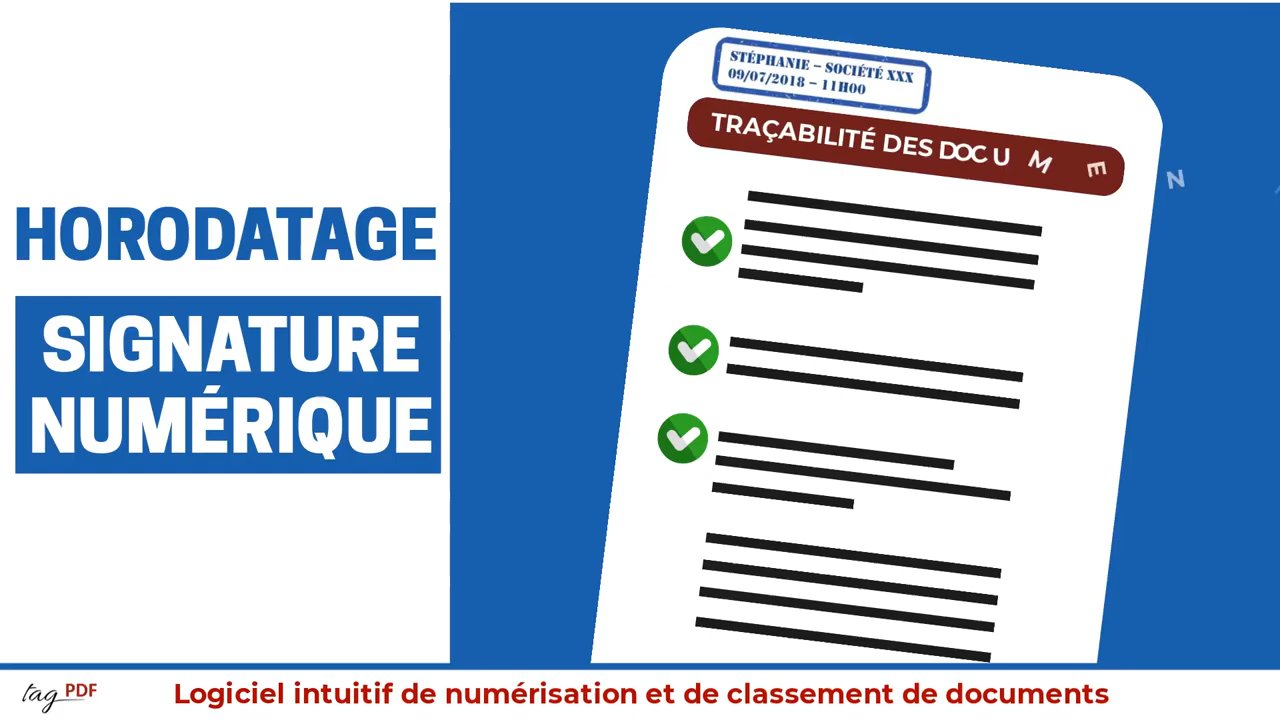 HORODATAGE
SIGNATURE
NUMÉRIQUE
STÉPHANIE – SOCIÉTÉ XXX
09/07/2018 – 11H00
TRAÇABILITÉ DES DOCUMEN
tag PDF
Logiciel intuitif de numérisation et de classement de documents